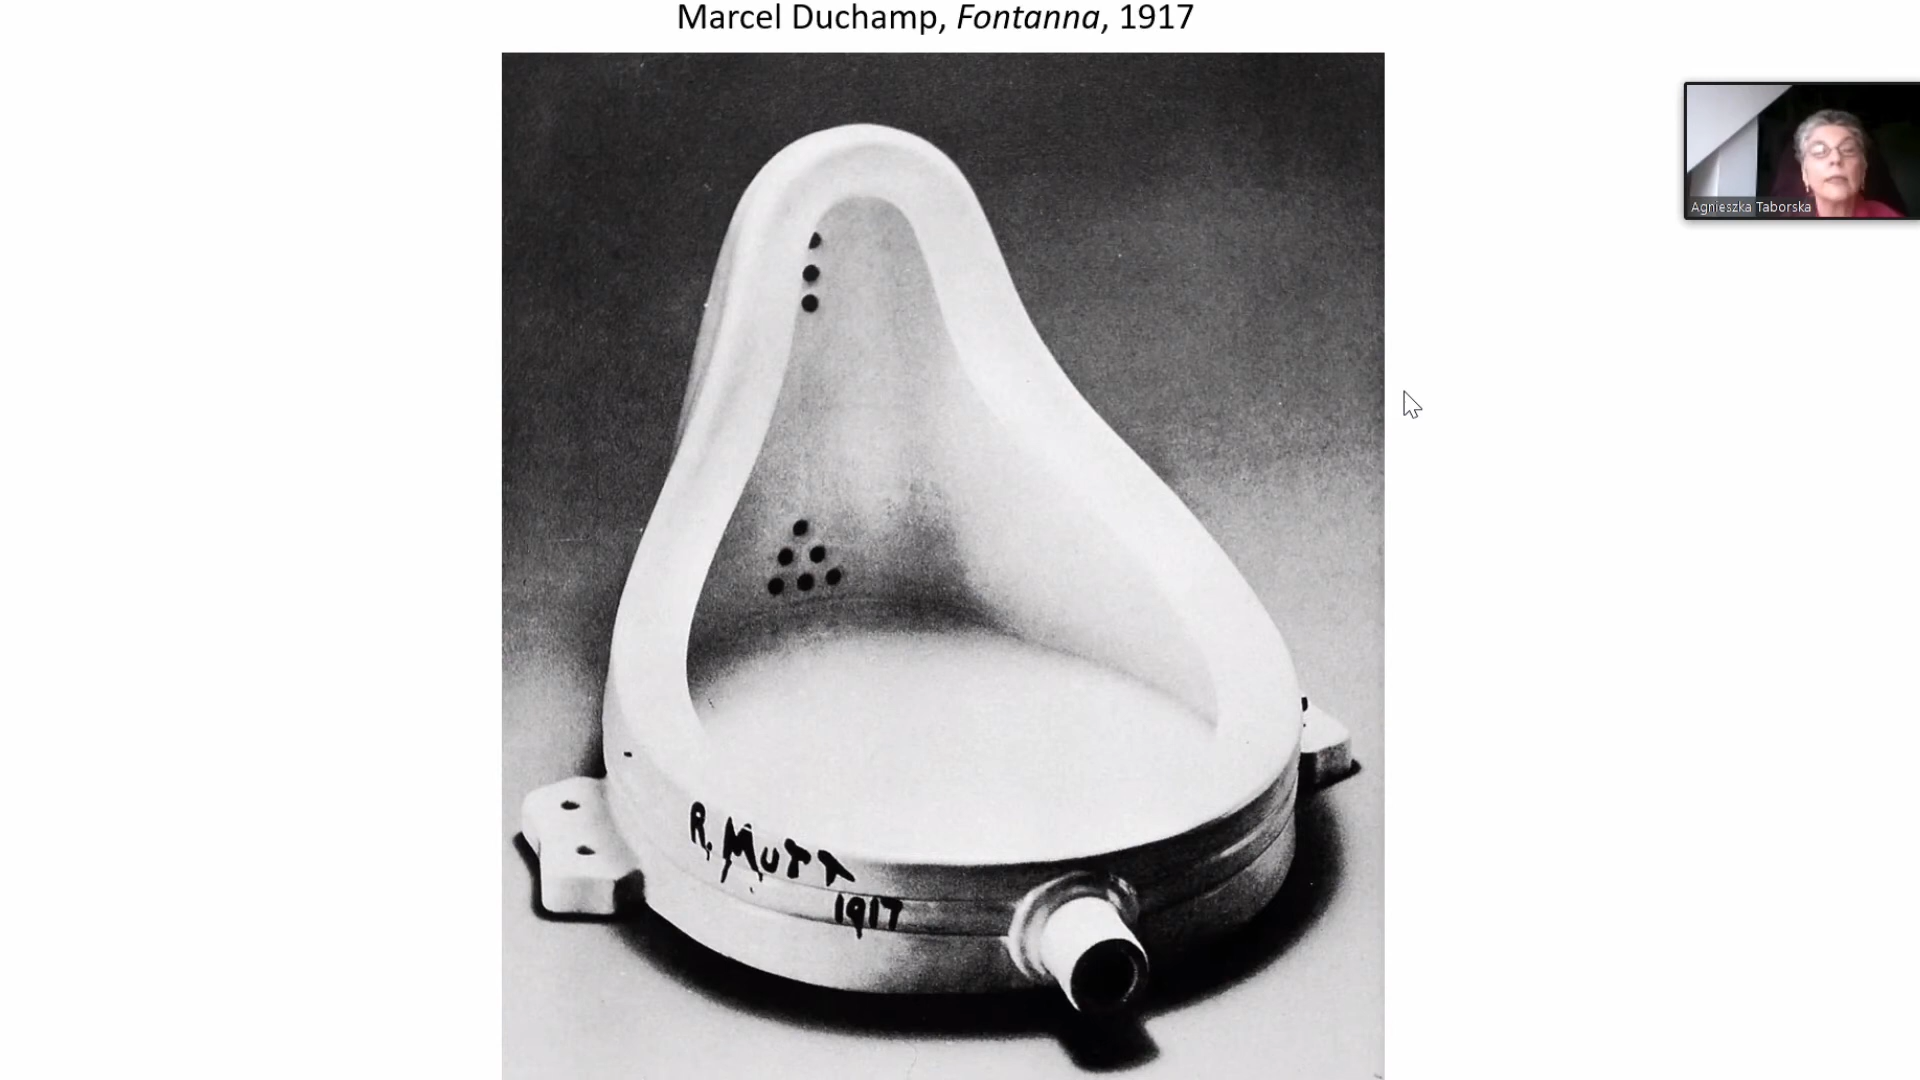 Marcel Duchamp, Fontanna, 1917
Agnieszka Taborska
R. MUTT
1917